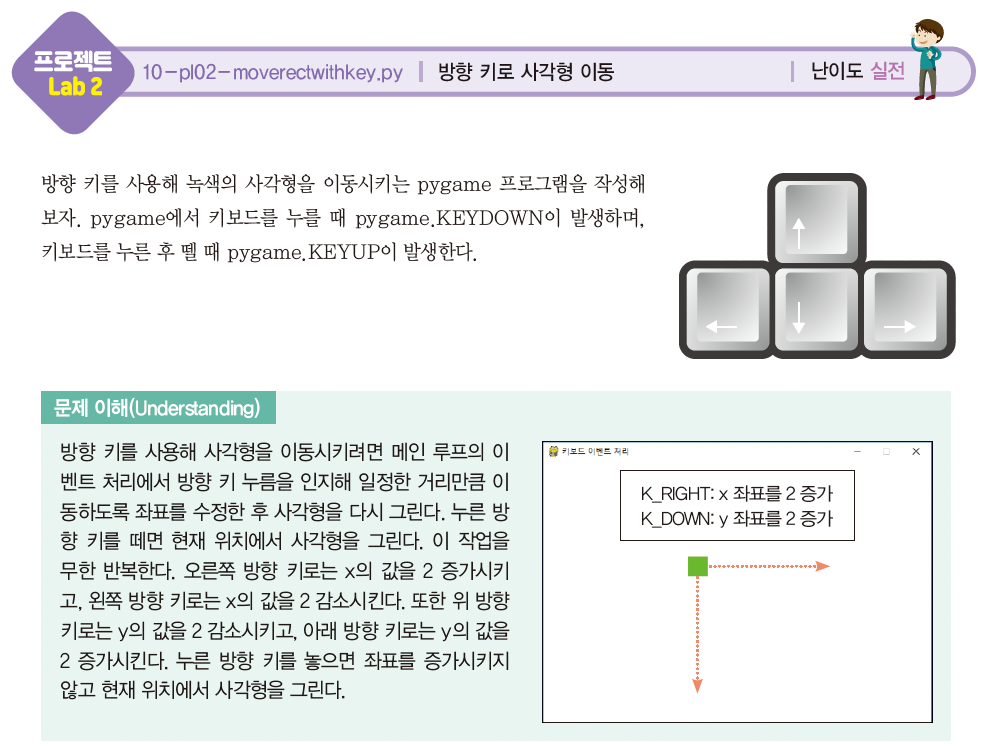 프로젝트
Lab 2
10-pl02-moverectwithkey.py | 방향 키로 사각형 이동 | 난이도 실전
방향 키를 사용해 녹색의 사각형을 이동시키는 pygame 프로그램을 작성해
보자. pygame에서 키보드를 누를 때 pygame.KEYDOWN이 발생하며,
키보드를 누른 후 뗄 때 pygame.KEYUP이 발생한다.
문제 이해(Understanding)
방향 키를 사용해 사각형을 이동시키려면 메인 루프의 이
벤트 처리에서 방향 키 누름을 인지해 일정한 거리만큼 이
동하도록 좌표를 수정한 후 사각형을 다시 그린다. 누른 방
향 키를 떼면 현재 위치에서 사각형을 그린다. 이 작업을
무한 반복한다. 오른쪽 방향 키로는 x의 값을 2 증가시키
고, 왼쪽 방향 키로는 x의 값을 2 감소시킨다. 또한 위 방향
키로는 y의 값을 2 감소시키고, 아래 방향 키로는 y의 값을
2 증가시킨다. 누른 방향 키를 놓으면 좌표를 증가시키지
않고 현재 위치에서 사각형을 그린다.
키보드 이벤트 처리
K_RIGHT: x 좌표를 2 증가
K_DOWN: y 좌표를 2 증가